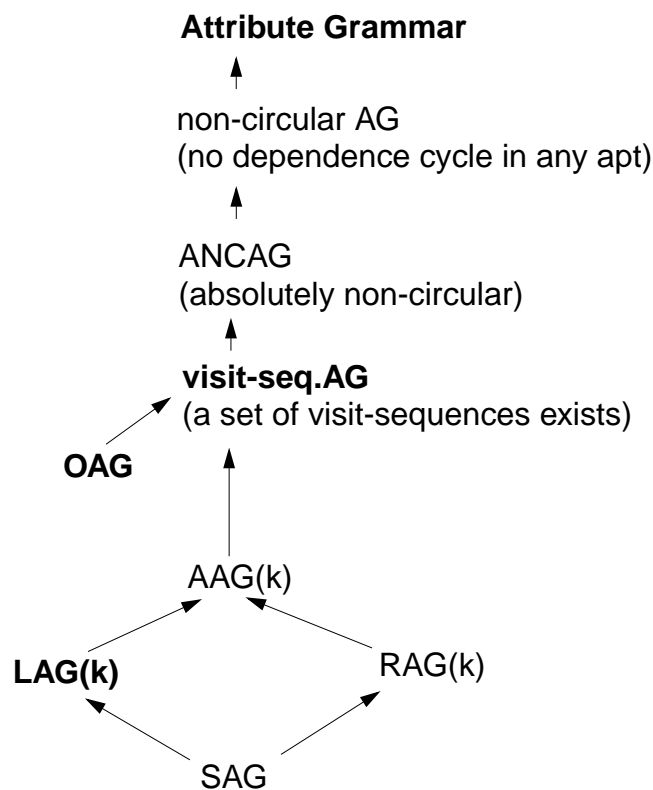 Attribute Grammar
non-circular AG
(no dependence cycle in any apt)
ANCAG
(absolutely non-circular)
visit-seq.AG
(a set of visit-sequences exists)
OAG
AAG(k)
LAG(k)
RAG(k)
SAG